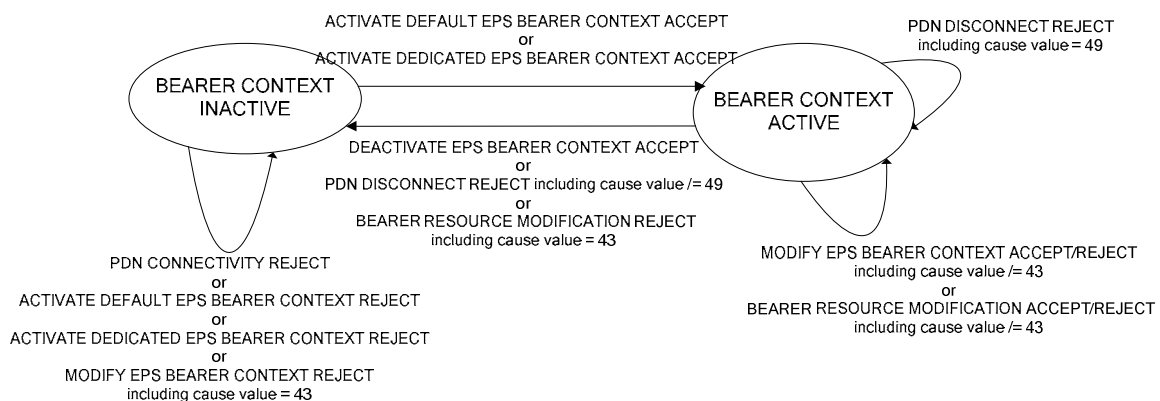 ACTIVATE DEFAULT EPS BEARER CONTEXT ACCEPT
or
ACTIVATE DEDICATED EPS BEARER CONTEXT ACCEPT
PDN DISCONNECT REJECT
including cause value = 49
BEARER CONTEXT
INACTIVE
BEARER CONTEXT
ACTIVE
DEACTIVATE EPS BEARER CONTEXT ACCEPT
or
PDN DISCONNECT REJECT including cause value /= 49
or
BEARER RESOURCE MODIFICATION REJECT
including cause value = 43
PDN CONNECTIVITY REJECT
or
ACTIVATE DEFAULT EPS BEARER CONTEXT REJECT
or
ACTIVATE DEDICATED EPS BEARER CONTEXT REJECT
or
MODIFY EPS BEARER CONTEXT REJECT
including cause value = 43
MODIFY EPS BEARER CONTEXT ACCEPT/REJECT
including cause value /= 43
or
BEARER RESOURCE MODIFICATION ACCEPT/REJECT
including cause value /= 43